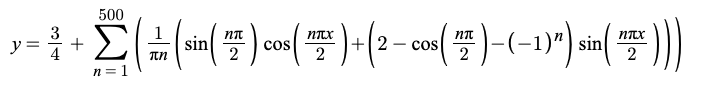 y = 3/4 + ∑_{n=1}^{500} ( 1/(πn) ( sin( nπ/2 ) cos( nπx/2 ) + ( 2 − cos( nπ/2 ) − (−1)^n ) sin( nπx/2 ) ) )